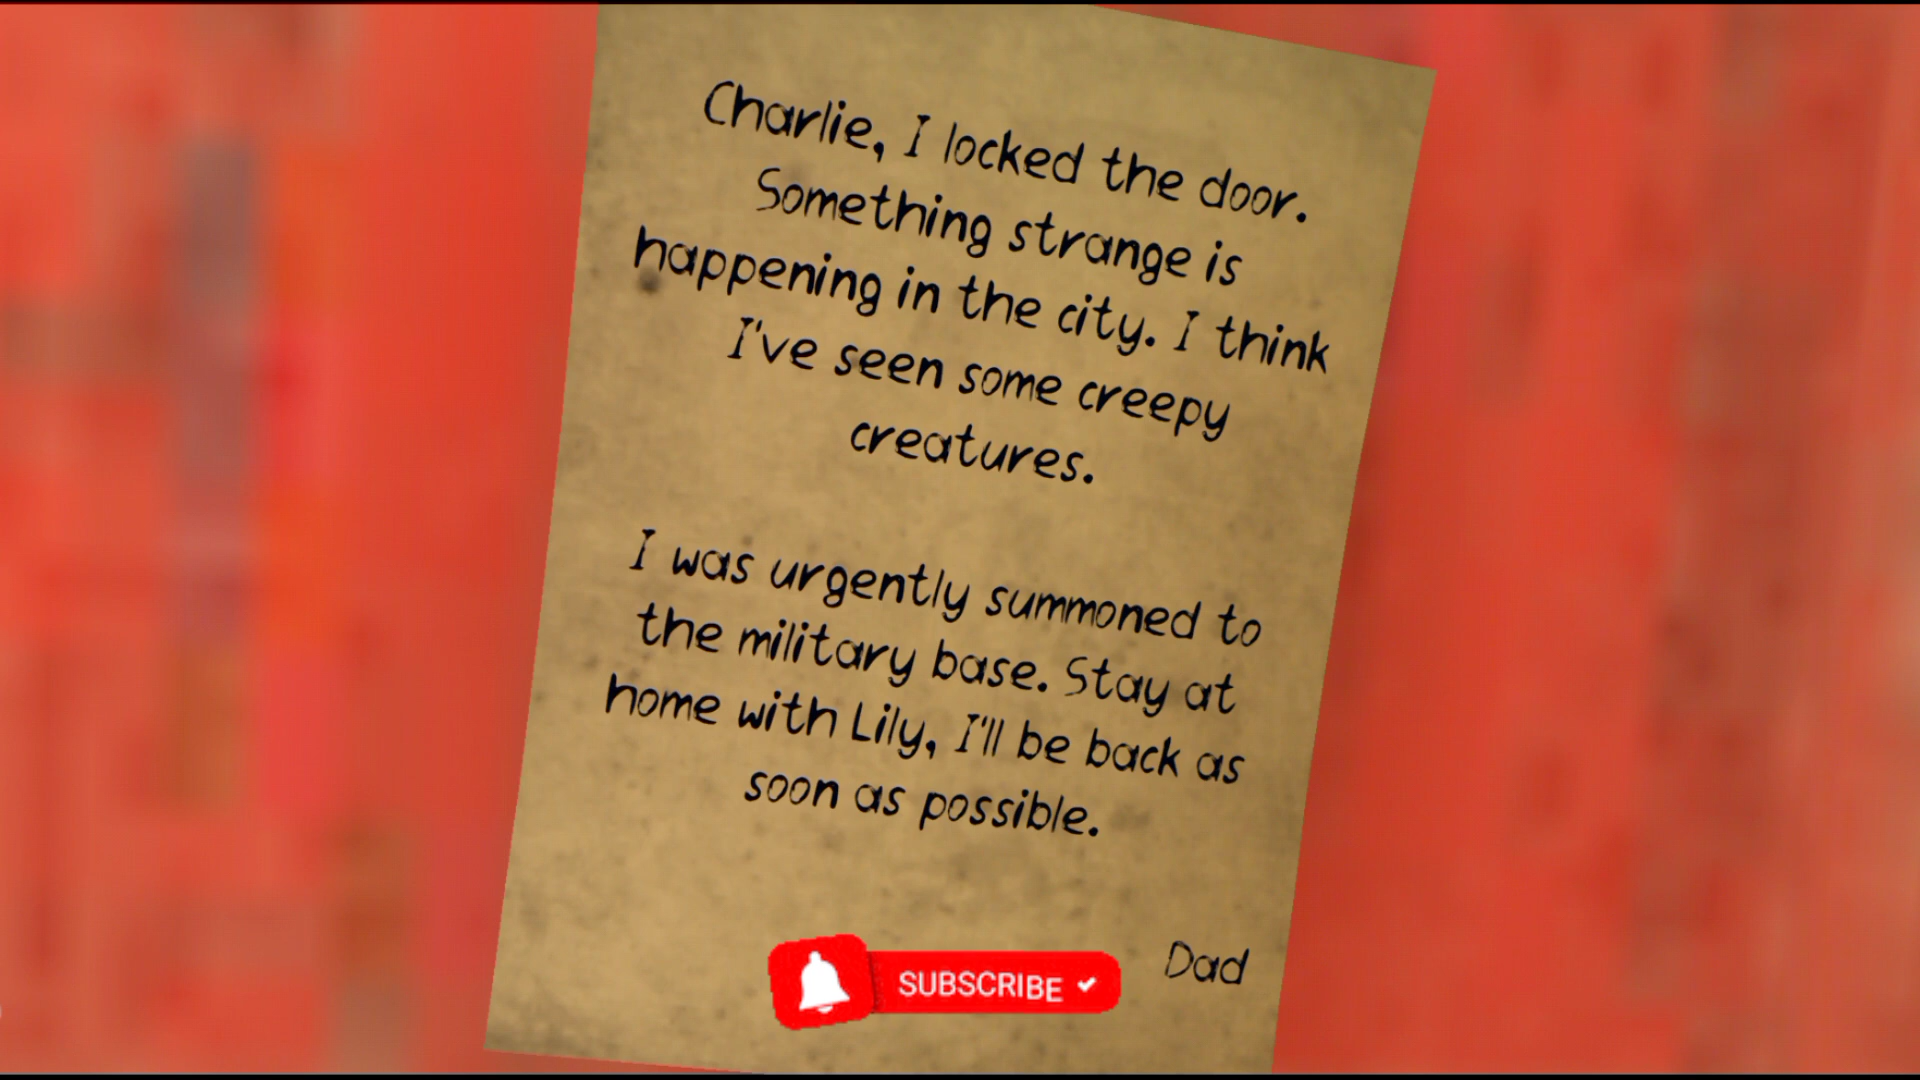 Charlie, I locked the door.
Something strange is
happening in the city. I think
I've seen some creepy
creatures.
I was urgently summoned to
the military base. Stay at
home with Lily, I'll be back as
soon as possible.
Dad
SUBSCRIBE